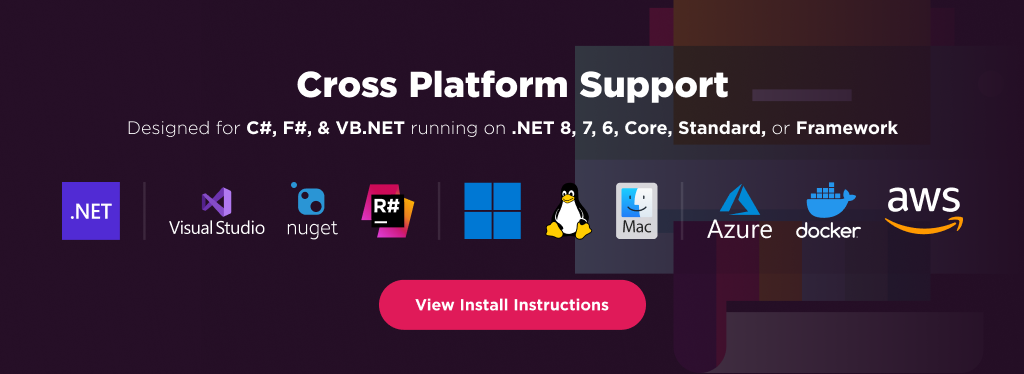 Cross Platform Support
Designed for C#, F#, & VB.NET running on .NET 8, 7, 6, Core, Standard, or Framework
.NET
Visual Studio
nuget
R#
Mac
Azure
docker
aws
View Install Instructions